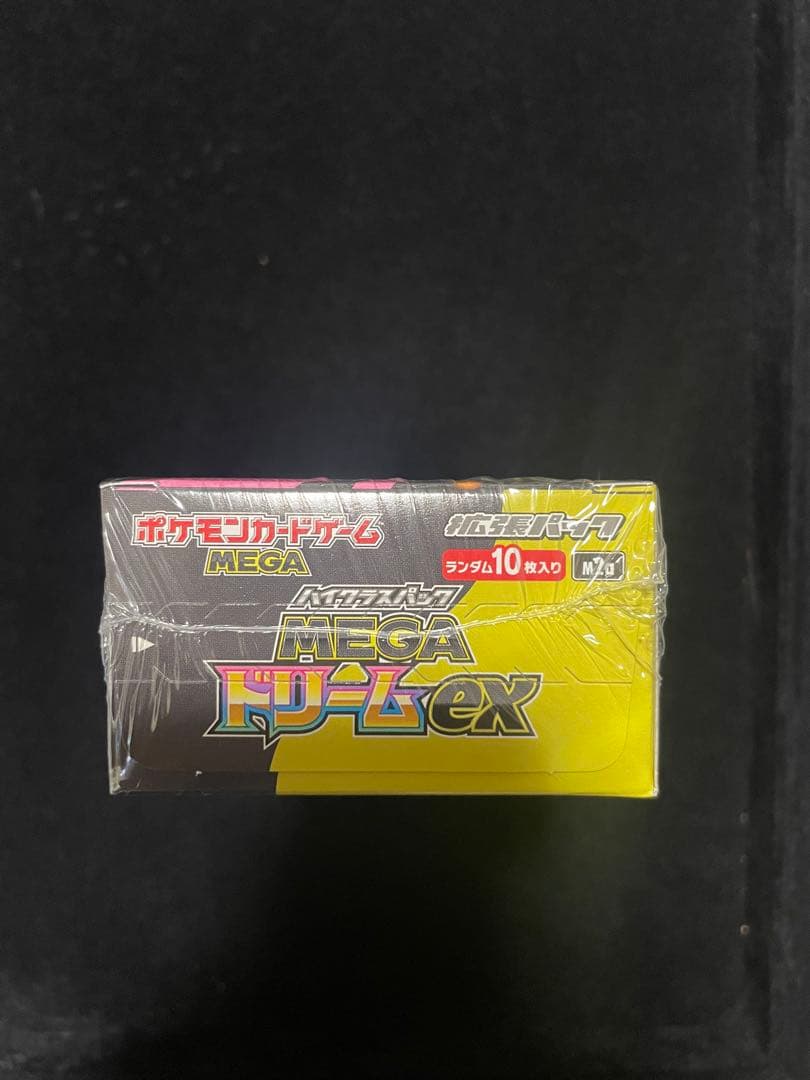 ポケモンカードゲーム
MEGA
拡張パック
ランダム10枚入り
M2a
ハイクラスパック
MEGA
ドリームex